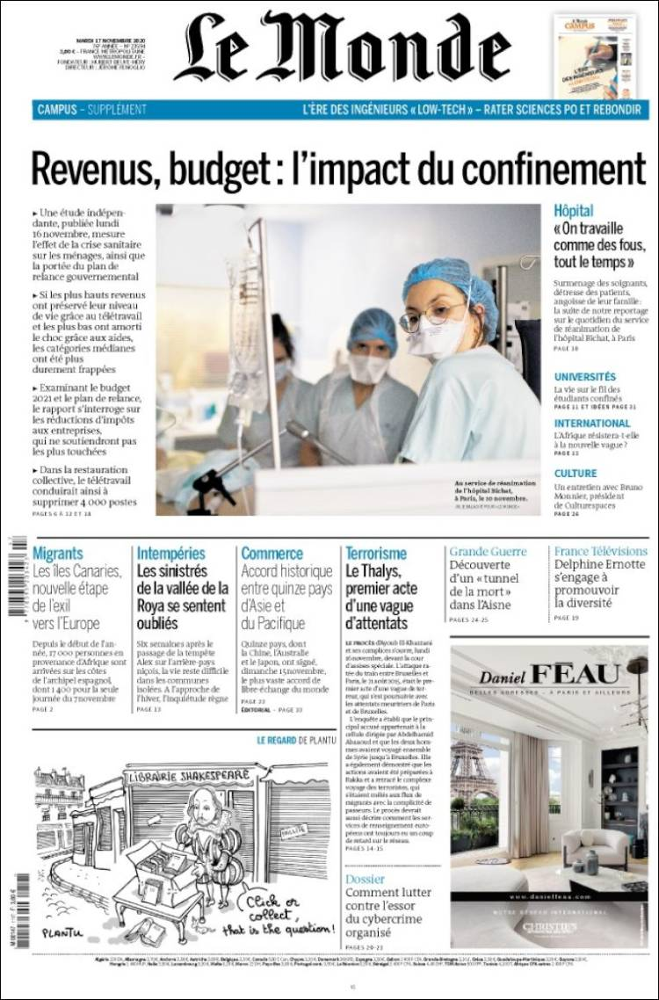 MARDI 17 NOVEMBRE 2020
76E ANNÉE – NO 23594
3,00 € – FRANCE MÉTROPOLITAINE
WWW.LEMONDE.FR –
FONDATEUR : HUBERT BEUVE-MÉRY
DIRECTEUR : JÉRÔME FENOGLIO
Le Monde
CAMPUS
L'ÈRE
DES INGÉNIEURS
CAMPUS – SUPPLÉMENT
L'ÈRE DES INGÉNIEURS « LOW-TECH » – RATER SCIENCES PO ET REBONDIR
Revenus, budget : l'impact du confinement
▸ Une étude indépen-
dante, publiée lundi
16 novembre, mesure
l'effet de la crise sanitaire
sur les ménages, ainsi que
la portée du plan de
relance gouvernemental
▸ Si les plus hauts revenus
ont préservé leur niveau
de vie grâce au télétravail
et les plus bas ont amorti
le choc grâce aux aides,
les catégories médianes
ont été plus
durement frappées
▸ Examinant le budget
2021 et le plan de relance,
le rapport s'interroge sur
les réductions d'impôts
aux entreprises,
qui ne soutiendront pas
les plus touchées
▸ Dans la restauration
collective, le télétravail
conduirait ainsi à
supprimer 4 000 postes
PAGES 6 À 12 ET 18
Au service de réanimation
de l'hôpital Bichat,
à Paris, le 10 novembre.
Hôpital
« On travaille
comme des fous,
tout le temps »
Surmenage des soignants,
détresse des patients,
angoisse de leur famille :
la suite de notre reportage
sur le quotidien du service
de réanimation de
l'hôpital Bichat, à Paris
PAGE 10
UNIVERSITÉS
La vie sur le fil des
étudiants confinés
PAGE 11 ET IDÉES PAGE 31
INTERNATIONAL
L'Afrique résistera-t-elle
à la nouvelle vague ?
PAGE 12
CULTURE
Un entretien avec Bruno
Monnier, président
de Culturespaces
PAGE 26
Migrants
Les îles Canaries,
nouvelle étape
de l'exil
vers l'Europe
Depuis le début de l'an-
née, 17 000 personnes en
provenance d'Afrique sont
arrivées sur les côtes
de l'archipel espagnol,
dont 1 400 pour la seule
journée du 7 novembre
PAGE 2
Intempéries
Les sinistrés
de la vallée de la
Roya se sentent
oubliés
Six semaines après le
passage de la tempête
Alex sur l'arrière-pays
niçois, la vie reste difficile
dans les communes
isolées. A l'approche de
l'hiver, l'inquiétude règne
PAGE 13
Commerce
Accord historique
entre quinze pays
d'Asie et
du Pacifique
Quinze pays, dont
la Chine, l'Australie
et le Japon, ont signé,
dimanche 15 novembre,
le plus vaste accord de
libre-échange du monde
PAGE 22
ÉDITORIAL – PAGE 33
Terrorisme
Le Thalys,
premier acte
d'une vague
d'attentats
LE PROCÈS d'Ayoub El-Khazzani
et ses complices s'ouvre, lundi
16 novembre, devant la cour
d'assises spéciale. L'attaque ra-
tée du train entre Bruxelles et
Paris, le 21 août 2015, était le pre-
mier acte d'une vague de ter-
reur, qui s'est poursuivie avec
les attentats meurtriers de Paris
et de Bruxelles.
L'enquête a établi que le prin-
cipal accusé appartenait à la
cellule dirigée par Abdelhamid
Abaaoud et que les deux hom-
mes avaient voyagé ensemble
de Syrie jusqu'à Bruxelles. Elle
a également démontré que les
actions avaient été préparées à
Rakka et a retracé le complexe
voyage des terroristes, qui
s'étaient mêlés aux flux de
migrants avec la complicité de
passeurs. Le procès devrait
aussi décrire comment les ser-
vices de renseignement euro-
péens ont toujours eu un coup
de retard sur le réseau.
PAGES 14-15
Dossier
Comment lutter
contre l'essor
du cybercrime
organisé
PAGES 20-21
Grande Guerre
Découverte
d'un « tunnel
de la mort »
dans l'Aisne
PAGES 24-25
France Télévisions
Delphine Ernotte
s'engage à
promouvoir
la diversité
PAGE 19
LE REGARD DE PLANTU
LIBRAIRIE SHAKESPEARE
FAILLITE
Click or
collect,
that is the question!
PLANTU
Daniel FEAU
BELLES ADRESSES – À PARIS ET AILLEURS
www.danielfeau.com
NOTRE RÉSEAU INTERNATIONAL
CHRISTIE'S